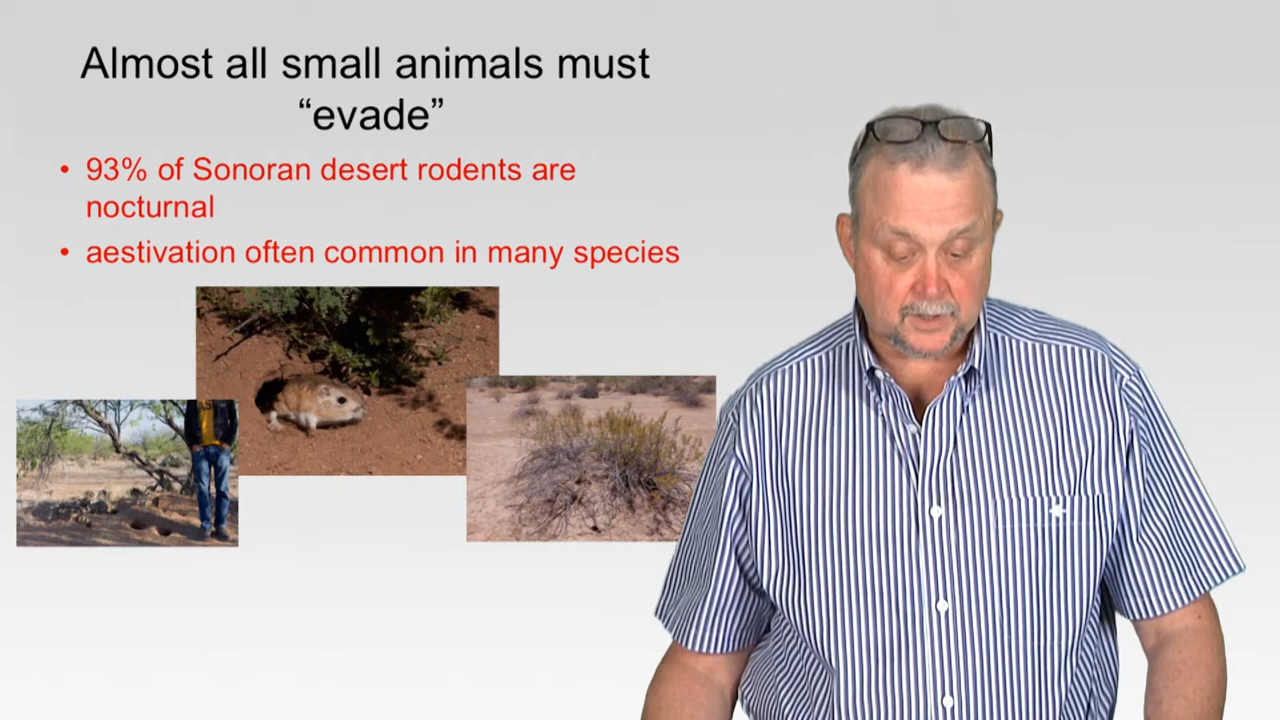 Almost all small animals must
“evade”
• 93% of Sonoran desert rodents are
nocturnal
• aestivation often common in many species